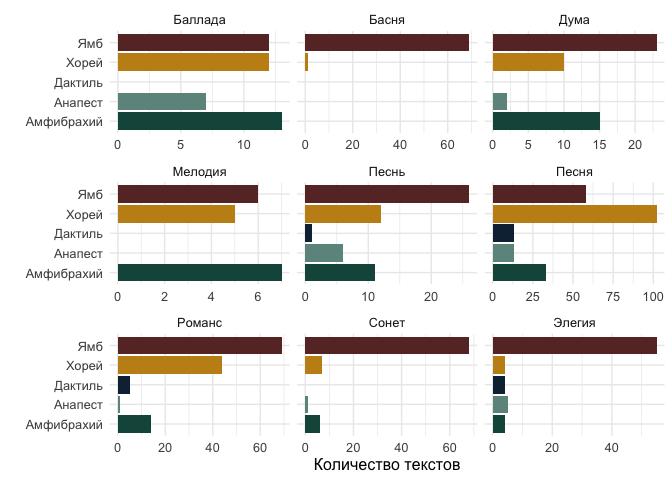 Баллада Басня Дума
Ямб
Хорей
Дактиль
Анапест
Амфибрахий
0 5 10 0 20 40 60 0 5 10 15 20
Мелодия Песнь Песня
Ямб
Хорей
Дактиль
Анапест
Амфибрахий
0 2 4 6 0 10 20 0 25 50 75 100
Романс Сонет Элегия
Ямб
Хорей
Дактиль
Анапест
Амфибрахий
0 20 40 60 0 20 40 60 0 20 40
Количество текстов